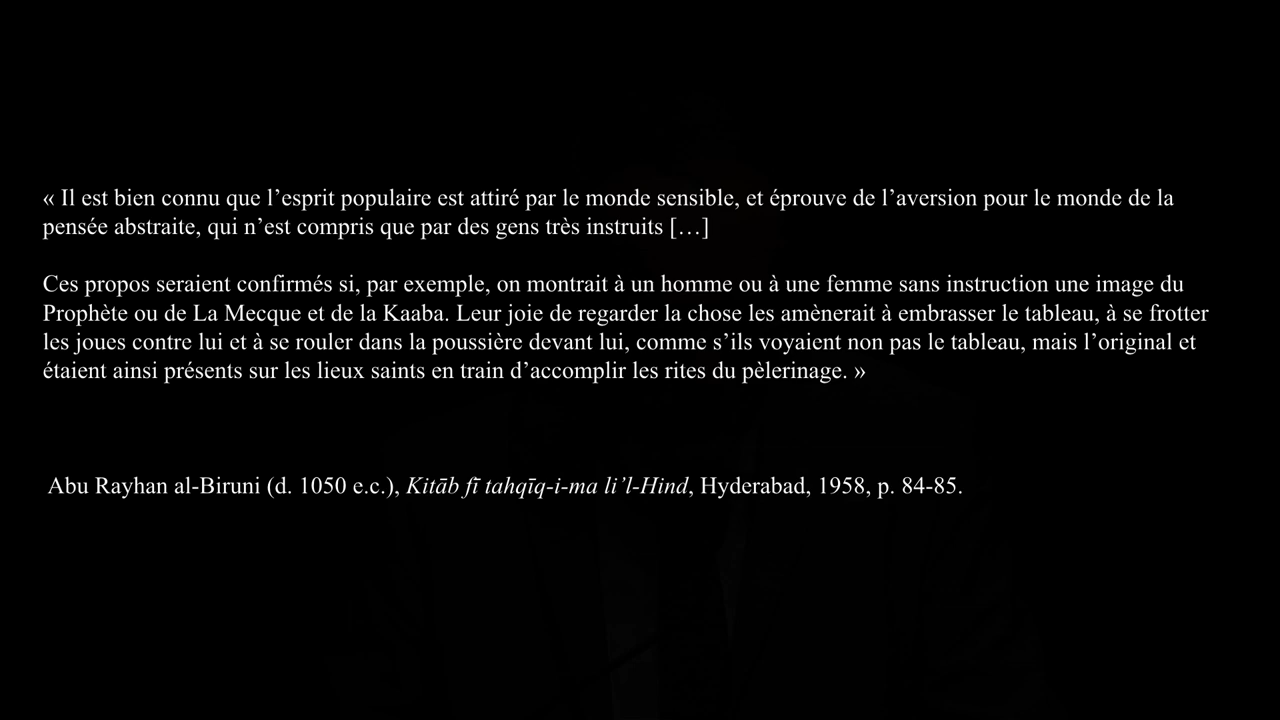 « Il est bien connu que l’esprit populaire est attiré par le monde sensible, et éprouve de l’aversion pour le monde de la
pensée abstraite, qui n’est compris que par des gens très instruits […]
Ces propos seraient confirmés si, par exemple, on montrait à un homme ou à une femme sans instruction une image du
Prophète ou de La Mecque et de la Kaaba. Leur joie de regarder la chose les amènerait à embrasser le tableau, à se frotter
les joues contre lui et à se rouler dans la poussière devant lui, comme s’ils voyaient non pas le tableau, mais l’original et
étaient ainsi présents sur les lieux saints en train d’accomplir les rites du pèlerinage. »
Abu Rayhan al-Biruni (d. 1050 e.c.), Kitāb fī tahqīq-i-ma li’l-Hind, Hyderabad, 1958, p. 84-85.